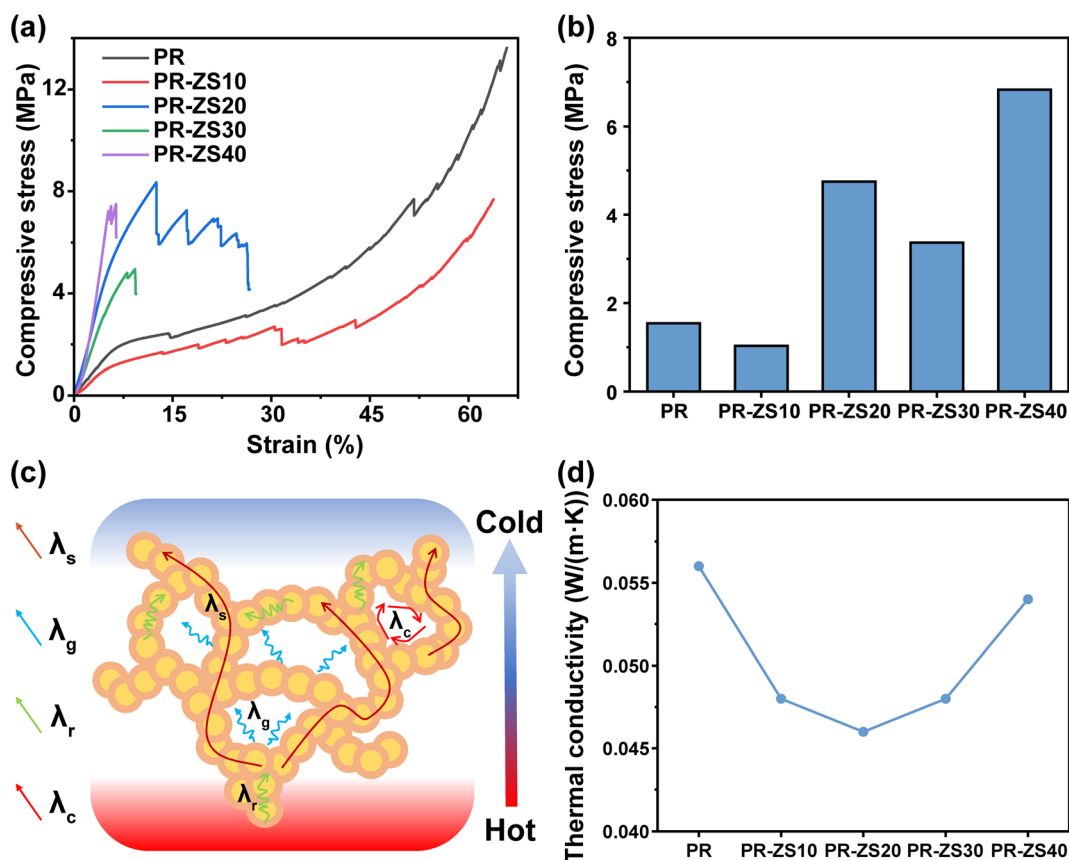 (a)
Compressive stress (MPa)
12
8
4
0
PR
PR-ZS10
PR-ZS20
PR-ZS30
PR-ZS40
0 15 30 45 60
Strain (%)
(b)
Compressive stress (MPa)
8
6
4
2
0
PR PR-ZS10 PR-ZS20 PR-ZS30 PR-ZS40
(c)
λs
λg
λr
λc
λs
λc
λg
λr
Cold
Hot
(d)
Thermal conductivity (W/(m·K))
0.060
0.055
0.050
0.045
0.040
PR PR-ZS10 PR-ZS20 PR-ZS30 PR-ZS40